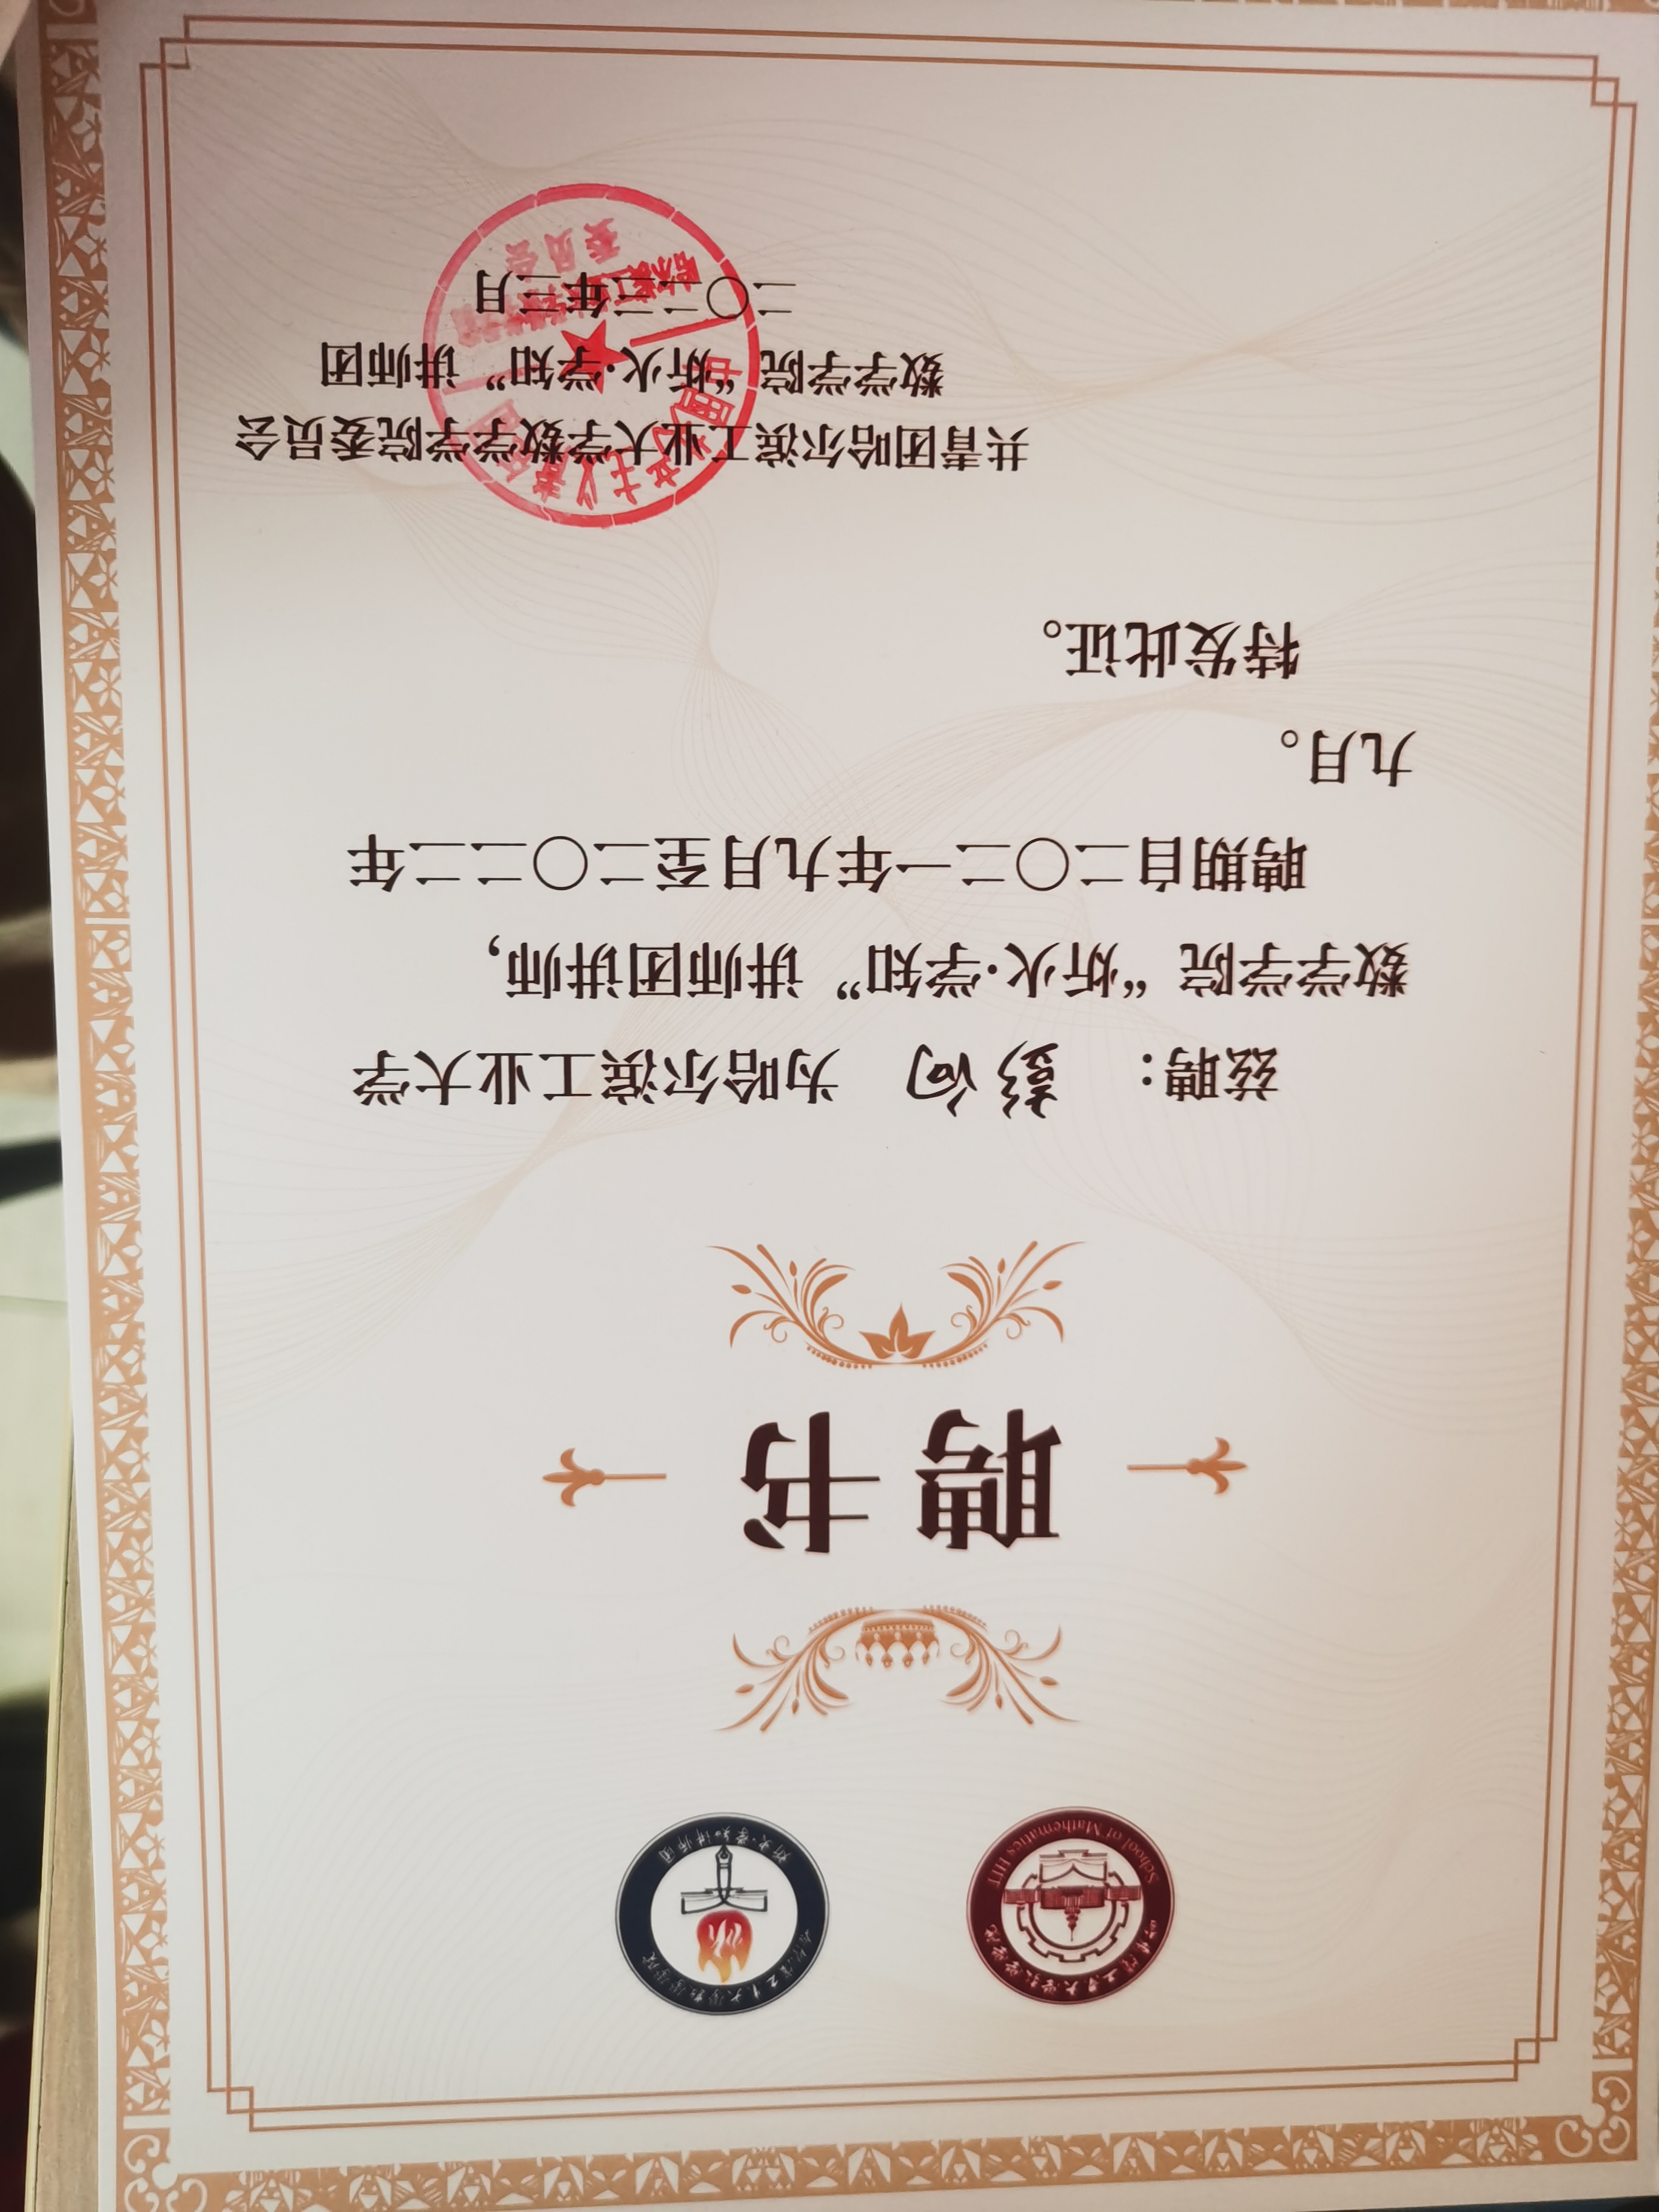 哈尔滨工业大学数学学院
School of Mathematics HIT
哈尔滨工业大学数学学院
炘火·学知讲师团
聘书
兹聘： 彭向 为哈尔滨工业大学
数学学院“炘火·学知”讲师团讲师，
聘期自二〇二一年九月至二〇二二年
九月。
特发此证。
共青团哈尔滨工业大学数学学院委员会
数学学院“炘火·学知”讲师团
二〇二三年三月
中国共产主义青年团
哈尔滨工业大学数学学院
委员会